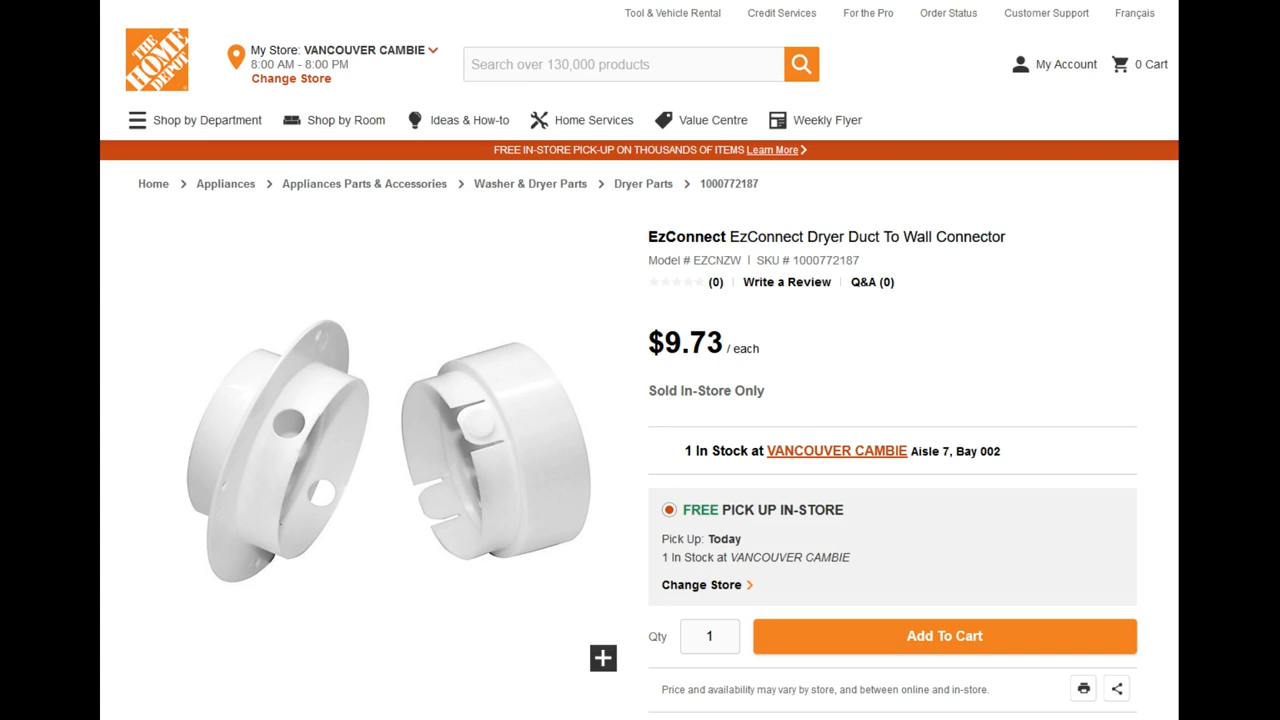 Tool & Vehicle Rental Credit Services For the Pro Order Status Customer Support Français
THE HOME DEPOT
My Store: VANCOUVER CAMBIE
8:00 AM - 8:00 PM
Change Store
Search over 130,000 products
My Account 0 Cart
Shop by Department Shop by Room Ideas & How-to Home Services Value Centre Weekly Flyer
FREE IN-STORE PICK-UP ON THOUSANDS OF ITEMS Learn More
Home Appliances Appliances Parts & Accessories Washer & Dryer Parts Dryer Parts 1000772187
EzConnect EzConnect Dryer Duct To Wall Connector
Model # EZCNZW | SKU # 1000772187
(0) | Write a Review | Q&A (0)
$9.73 / each
Sold In-Store Only
1 In Stock at VANCOUVER CAMBIE Aisle 7, Bay 002
FREE PICK UP IN-STORE
Pick Up: Today
1 In Stock at VANCOUVER CAMBIE
Change Store
Qty 1 Add To Cart
Price and availability may vary by store, and between online and in-store.